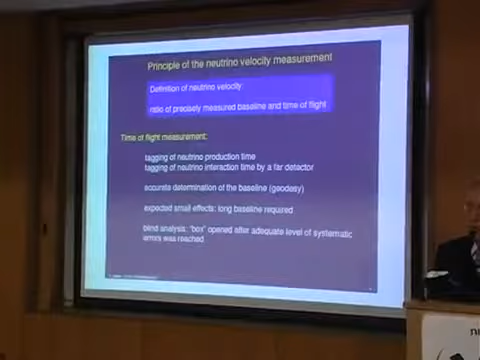 Principle of the neutrino velocity measurement
Definition of neutrino velocity:
ratio of precisely measured baseline and time of flight
Time of flight measurement:
tagging of neutrino production time
tagging of neutrino interaction time by a far detector
accurate determination of the baseline (geodesy)
expected small effects: long baseline required
blind analysis: "box" opened after adequate level of systematic
errors was reached